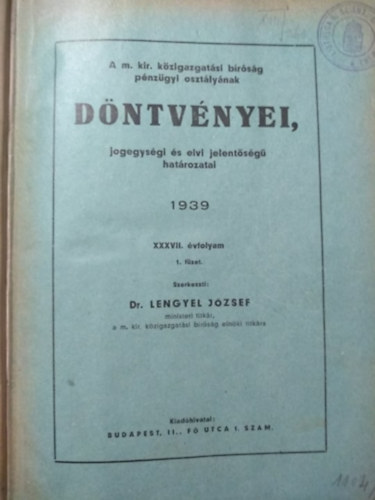 A m. kir. közigazgatási bíróság
pénzügyi osztályának
DÖNTVÉNYEI,
jogegységi és elvi jelentőségű
határozatai
1939
XXXVII. évfolyam
1. füzet.
Szerkeszti:
Dr. LENGYEL JÓZSEF
miniszteri titkár,
a m. kir. közigazgatási bíróság elnöki titkára
Kiadóhivatal:
BUDAPEST, II., FŐ UTCA 1. SZÁM.